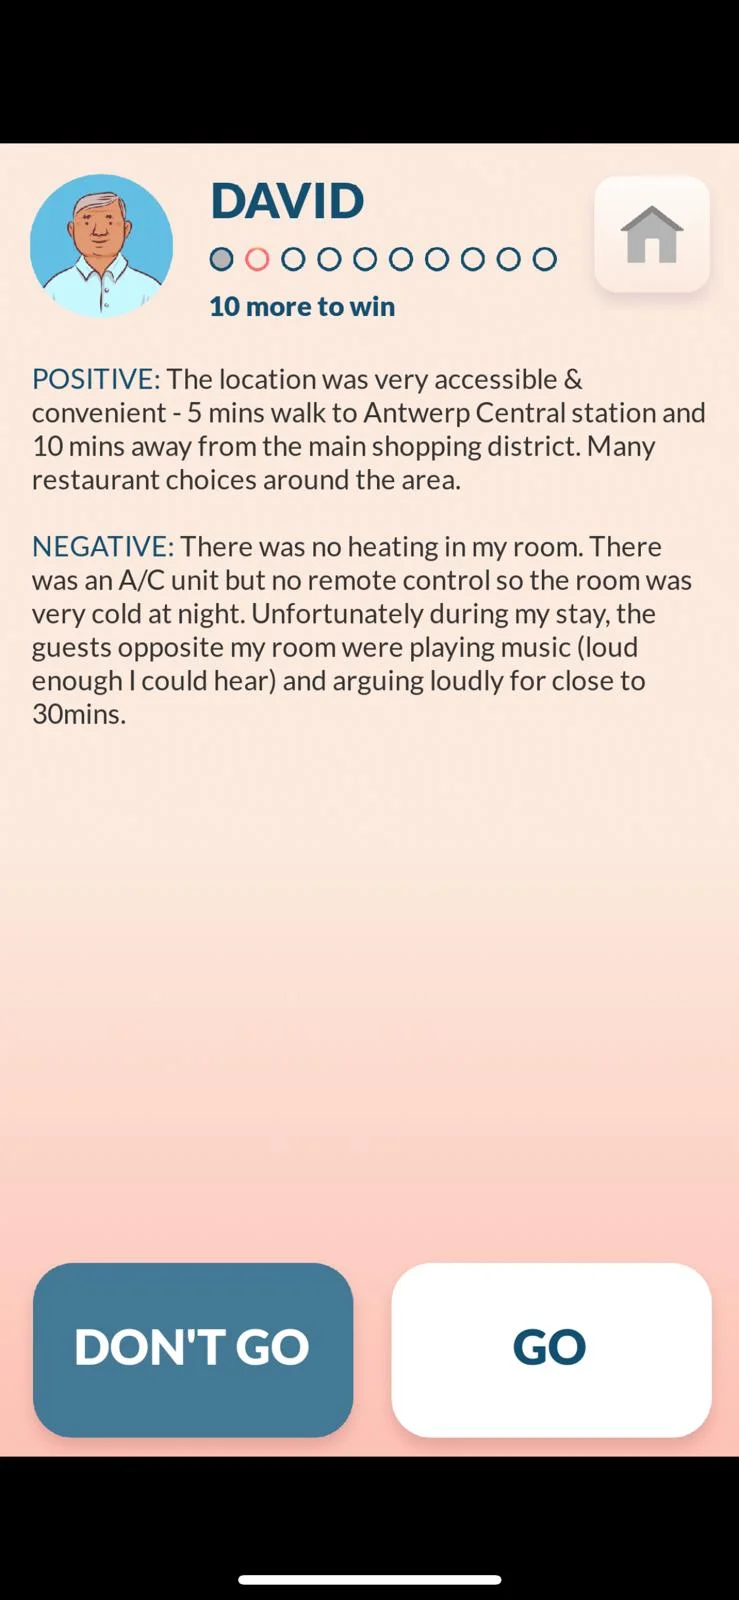 DAVID
10 more to win
POSITIVE: The location was very accessible &
convenient - 5 mins walk to Antwerp Central station and
10 mins away from the main shopping district. Many
restaurant choices around the area.
NEGATIVE: There was no heating in my room. There
was an A/C unit but no remote control so the room was
very cold at night. Unfortunately during my stay, the
guests opposite my room were playing music (loud
enough I could hear) and arguing loudly for close to
30mins.
DON'T GO
GO